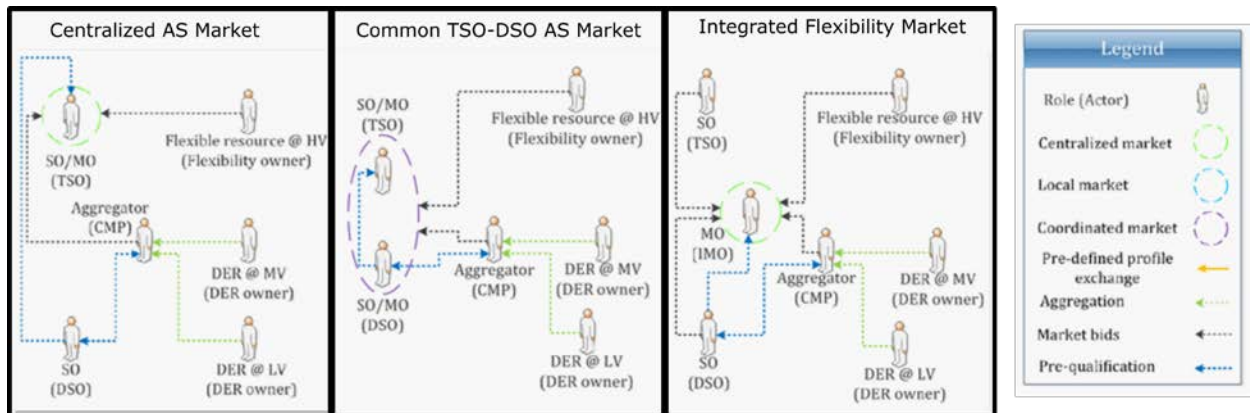 Centralized AS Market
SO/MO
(TSO)
Flexible resource @ HV
(Flexibility owner)
Aggregator
(CMP)
DER @ MV
(DER owner)
SO
(DSO)
DER @ LV
(DER owner)
Common TSO-DSO AS Market
SO/MO
(TSO)
Flexible resource @ HV
(Flexibility owner)
Aggregator
(CMP)
DER @ MV
(DER owner)
SO/MO
(DSO)
DER @ LV
(DER owner)
Integrated Flexibility Market
SO
(TSO)
Flexible resource @ HV
(Flexibility owner)
MO
(IMO)
Aggregator
(CMP)
DER @ MV
(DER owner)
SO
(DSO)
DER @ LV
(DER owner)
Legend
Role (Actor)
Centralized market
Local market
Coordinated market
Pre-defined profile
exchange
Aggregation
Market bids
Pre-qualification